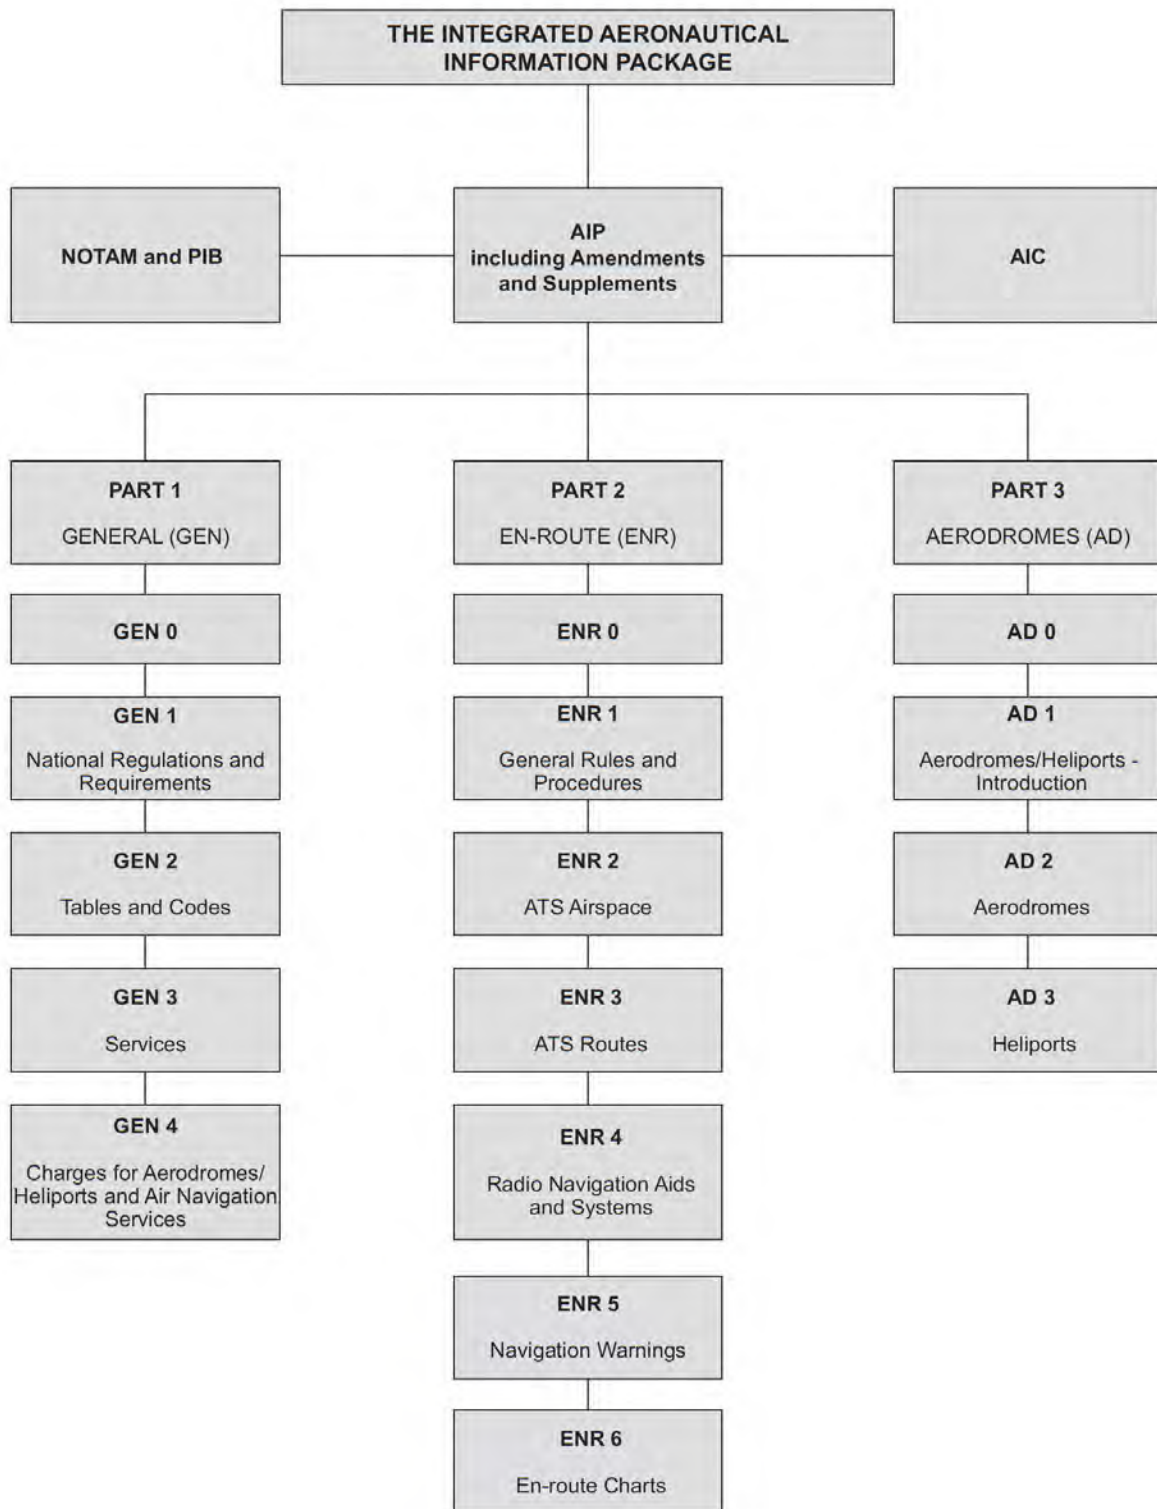 THE INTEGRATED AERONAUTICAL
INFORMATION PACKAGE
NOTAM and PIB
AIP
including Amendments
and Supplements
AIC
PART 1
GENERAL (GEN)
PART 2
EN-ROUTE (ENR)
PART 3
AERODROMES (AD)
GEN 0
ENR 0
AD 0
GEN 1
National Regulations and
Requirements
ENR 1
General Rules and
Procedures
AD 1
Aerodromes/Heliports -
Introduction
GEN 2
Tables and Codes
ENR 2
ATS Airspace
AD 2
Aerodromes
GEN 3
Services
ENR 3
ATS Routes
AD 3
Heliports
GEN 4
Charges for Aerodromes/
Heliports and Air Navigation
Services
ENR 4
Radio Navigation Aids
and Systems
ENR 5
Navigation Warnings
ENR 6
En-route Charts